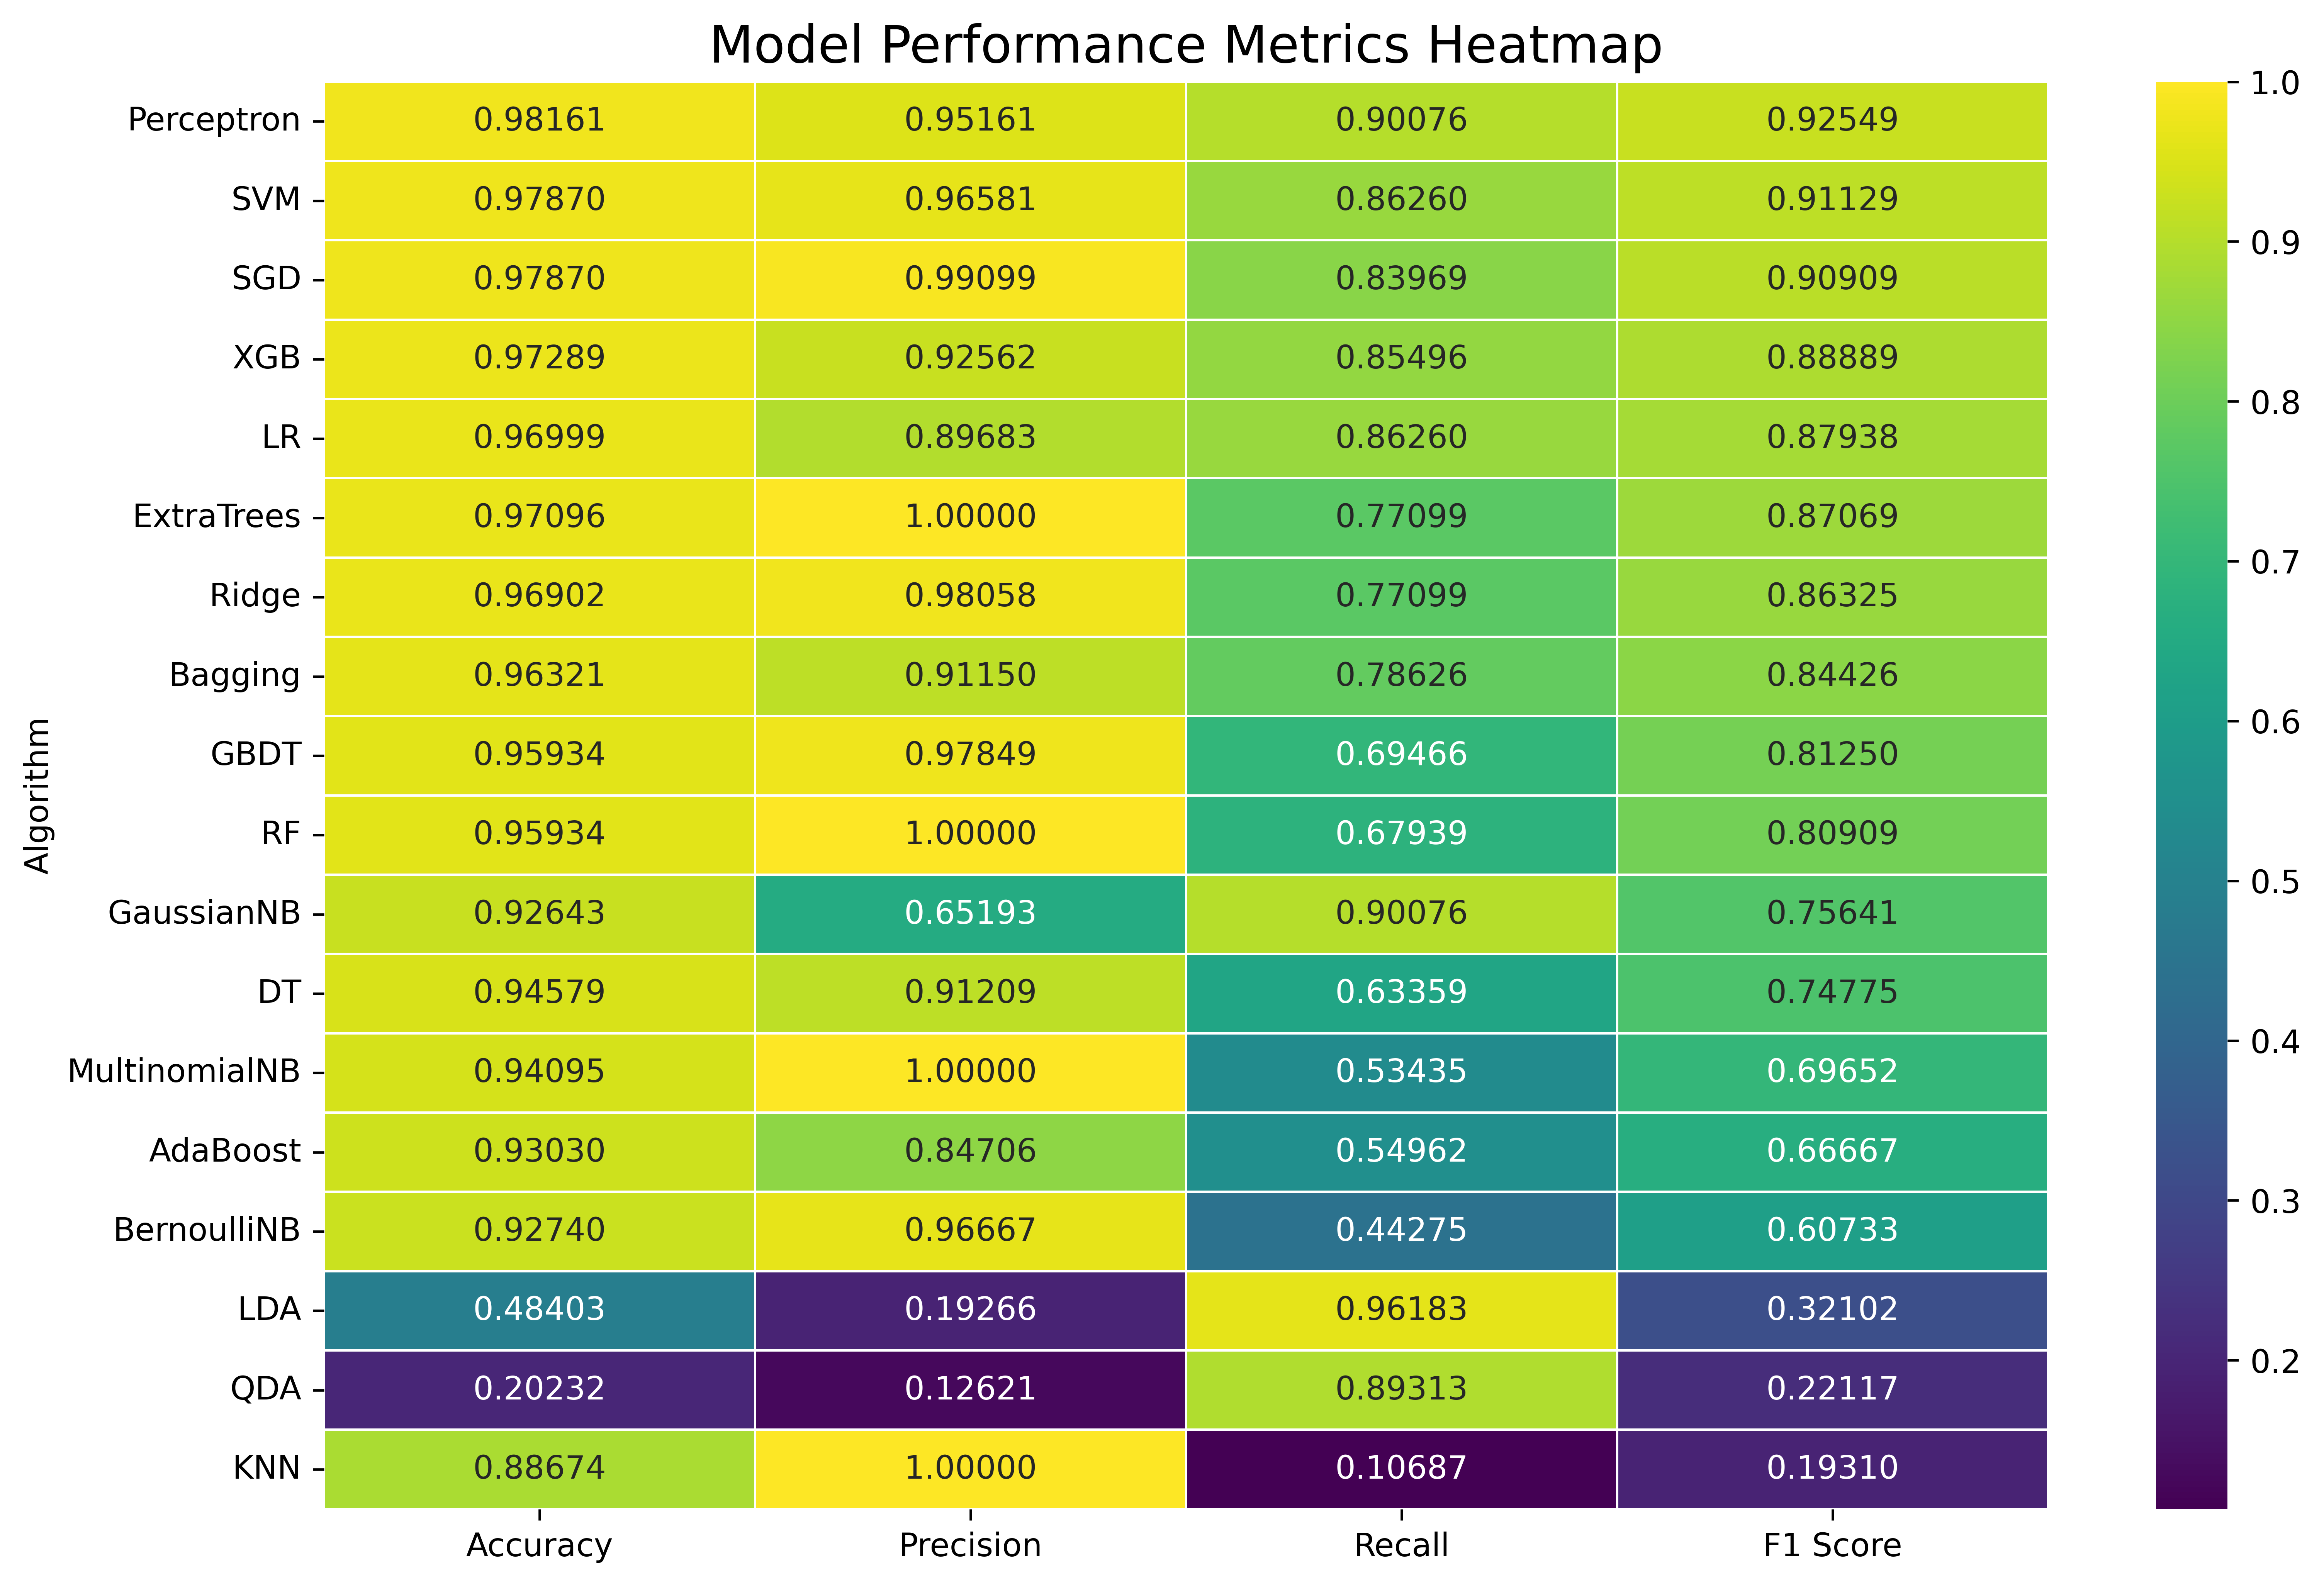 Model Performance Metrics Heatmap
Algorithm
Perceptron 0.98161 0.95161 0.90076 0.92549
SVM 0.97870 0.96581 0.86260 0.91129
SGD 0.97870 0.99099 0.83969 0.90909
XGB 0.97289 0.92562 0.85496 0.88889
LR 0.96999 0.89683 0.86260 0.87938
ExtraTrees 0.97096 1.00000 0.77099 0.87069
Ridge 0.96902 0.98058 0.77099 0.86325
Bagging 0.96321 0.91150 0.78626 0.84426
GBDT 0.95934 0.97849 0.69466 0.81250
RF 0.95934 1.00000 0.67939 0.80909
GaussianNB 0.92643 0.65193 0.90076 0.75641
DT 0.94579 0.91209 0.63359 0.74775
MultinomialNB 0.94095 1.00000 0.53435 0.69652
AdaBoost 0.93030 0.84706 0.54962 0.66667
BernoulliNB 0.92740 0.96667 0.44275 0.60733
LDA 0.48403 0.19266 0.96183 0.32102
QDA 0.20232 0.12621 0.89313 0.22117
KNN 0.88674 1.00000 0.10687 0.19310
Accuracy Precision Recall F1 Score
1.0
0.9
0.8
0.7
0.6
0.5
0.4
0.3
0.2